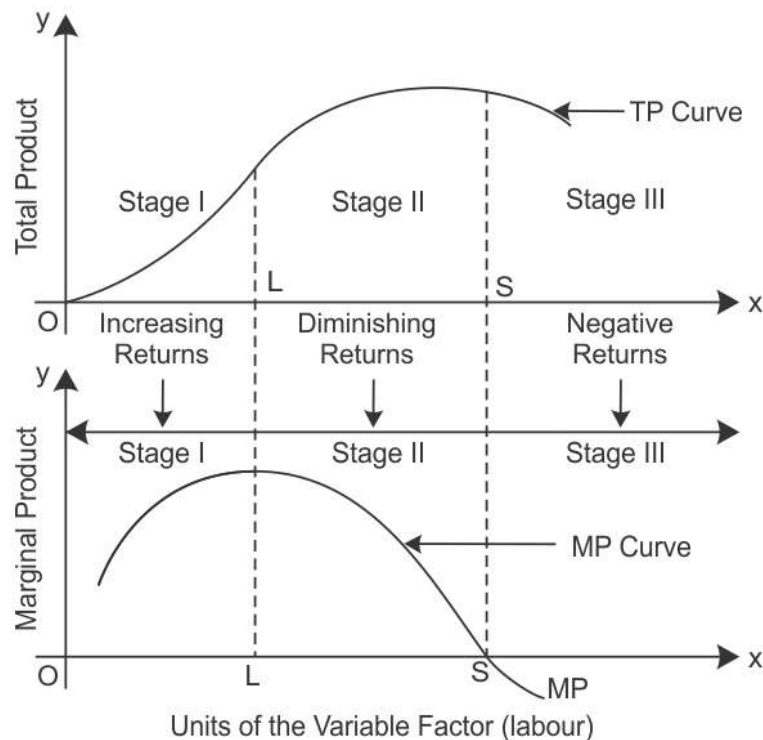 y
Total Product
TP Curve
Stage I
Stage II
Stage III
L
S
O
x
Increasing
Returns
Diminishing
Returns
Negative
Returns
y
Marginal Product
Stage I
Stage II
Stage III
MP Curve
O
L
S
x
MP
Units of the Variable Factor (labour)